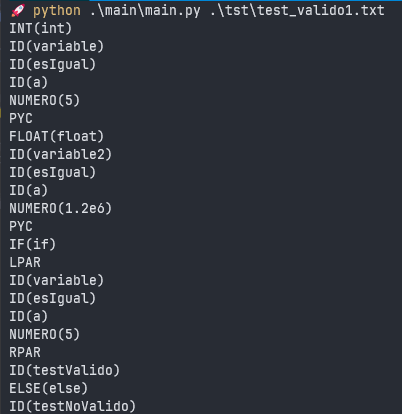 🚀 python .\main\main.py .\tst\test_valido1.txt
INT(int)
ID(variable)
ID(esIgual)
ID(a)
NUMERO(5)
PYC
FLOAT(float)
ID(variable2)
ID(esIgual)
ID(a)
NUMERO(1.2e6)
PYC
IF(if)
LPAR
ID(variable)
ID(esIgual)
ID(a)
NUMERO(5)
RPAR
ID(testValido)
ELSE(else)
ID(testNoValido)